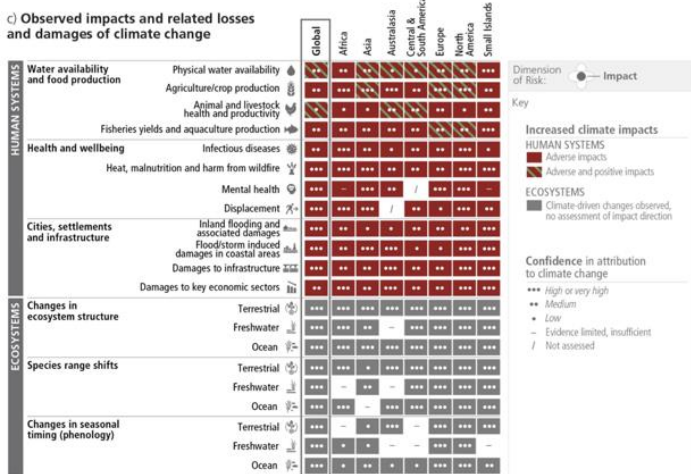 c) Observed impacts and related losses
and damages of climate change
Global
Africa
Asia
Australasia
Central &
South America
Europe
North
America
Small Islands
HUMAN SYSTEMS
Water availability
and food production
Physical water availability
Agriculture/crop production
Animal and livestock
health and productivity
Fisheries yields and aquaculture production
Health and wellbeing
Infectious diseases
Heat, malnutrition and harm from wildfire
Mental health
Displacement
Cities, settlements
and infrastructure
Inland flooding and
associated damages
Flood/storm induced
damages in coastal areas
Damages to infrastructure
Damages to key economic sectors
ECOSYSTEMS
Changes in
ecosystem structure
Terrestrial
Freshwater
Ocean
Species range shifts
Terrestrial
Freshwater
Ocean
Changes in seasonal
timing (phenology)
Terrestrial
Freshwater
Ocean
Dimension
of Risk:
Impact
Key
Increased climate impacts
HUMAN SYSTEMS
Adverse impacts
Adverse and positive impacts
ECOSYSTEMS
Climate-driven changes observed,
no assessment of impact direction
Confidence in attribution
to climate change
••• High or very high
•• Medium
• Low
– Evidence limited, insufficient
/ Not assessed